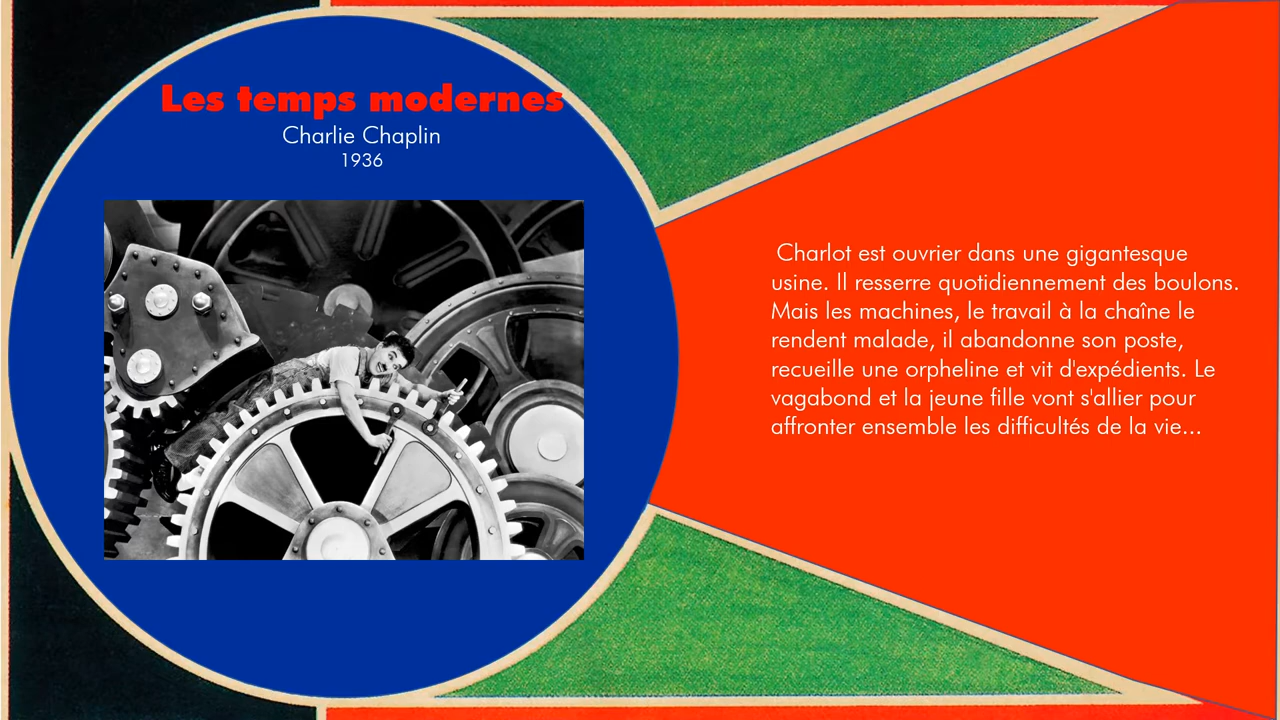 Les temps modernes
Charlie Chaplin
1936
Charlot est ouvrier dans une gigantesque
usine. Il resserre quotidiennement des boulons.
Mais les machines, le travail à la chaîne le
rendent malade, il abandonne son poste,
recueille une orpheline et vit d'expédients. Le
vagabond et la jeune fille vont s'allier pour
affronter ensemble les difficultés de la vie...